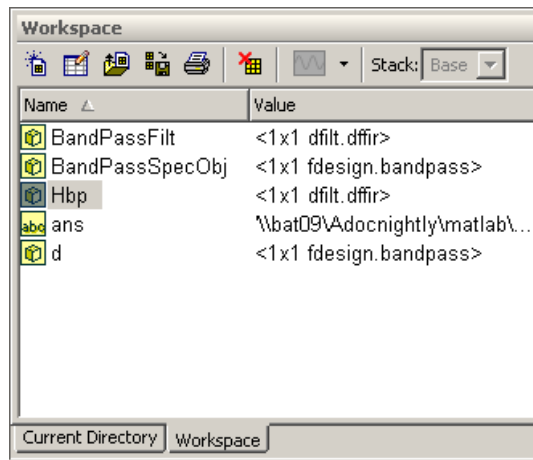 Workspace
Stack: Base
Name Value
BandPassFilt <1x1 dfilt.dffir>
BandPassSpecObj <1x1 fdesign.bandpass>
Hbp <1x1 dfilt.dffir>
abc ans '\\bat09\Adocnightly\matlab\...
d <1x1 fdesign.bandpass>
Current Directory Workspace